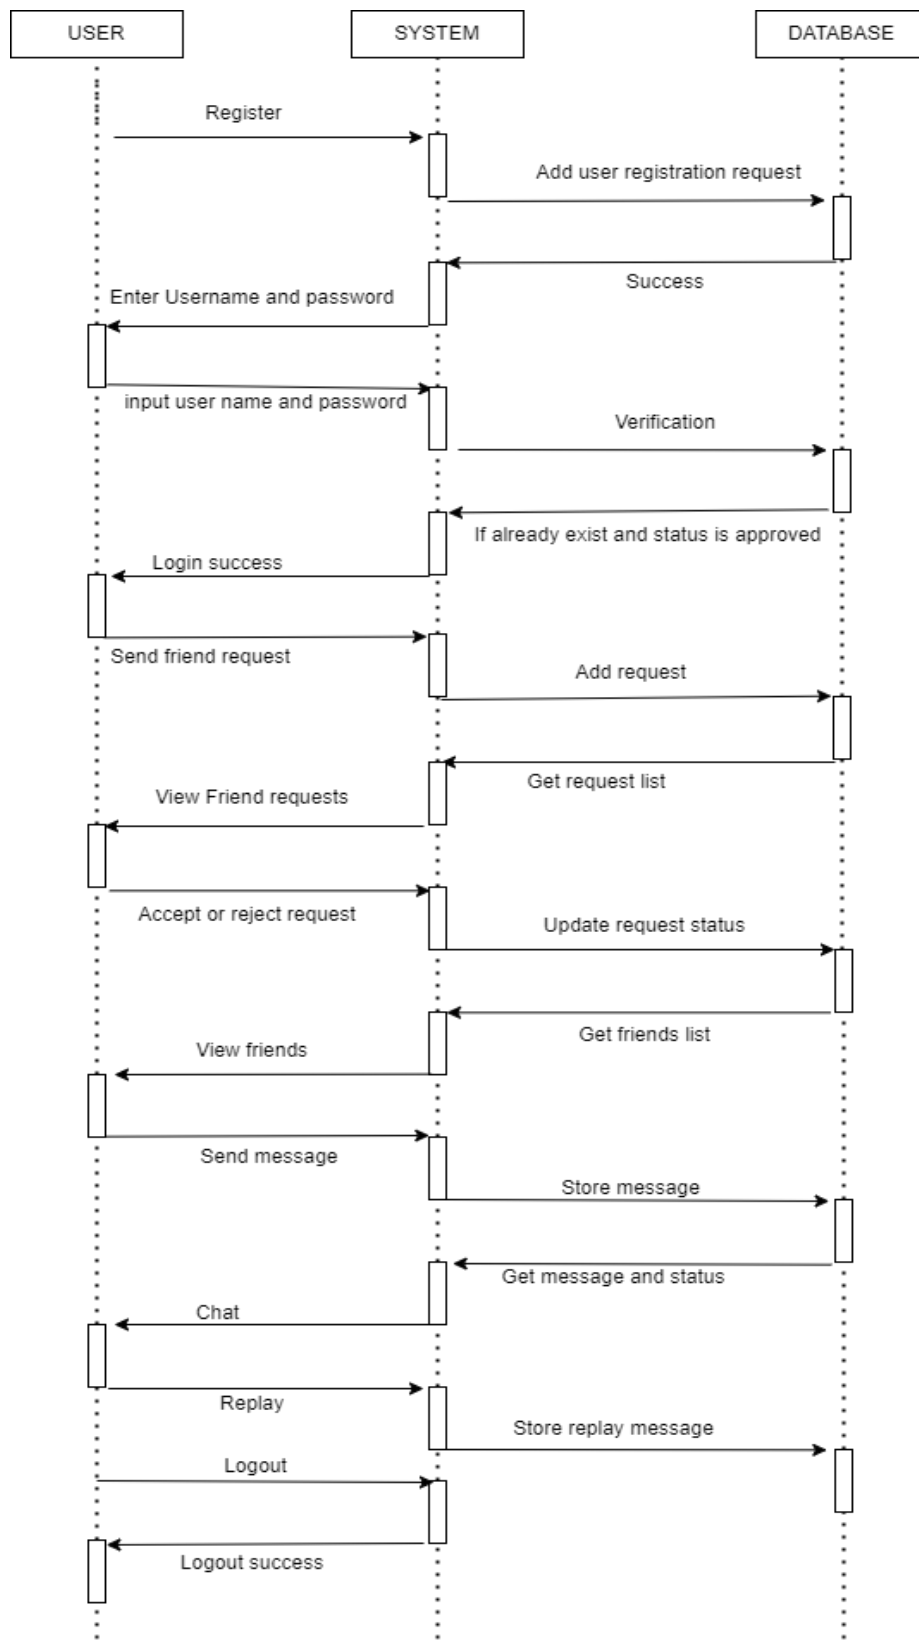 USER
SYSTEM
DATABASE
Register
Add user registration request
Success
Enter Username and password
input user name and password
Verification
If already exist and status is approved
Login success
Send friend request
Add request
Get request list
View Friend requests
Accept or reject request
Update request status
Get friends list
View friends
Send message
Store message
Get message and status
Chat
Replay
Store replay message
Logout
Logout success